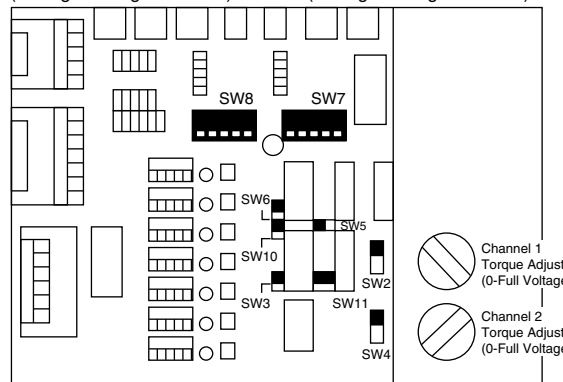 SW8 SW7
SW6
SW5
SW10
SW3
SW11
SW2
SW4
Channel 1
Torque Adjust
(0-Full Voltage
Channel 2
Torque Adjust
(0-Full Voltage